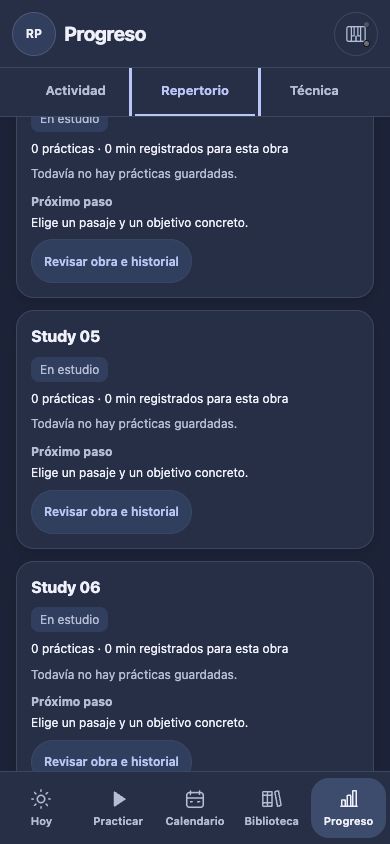 RP
Progreso
Actividad
Repertorio
Técnica
En estudio
0 prácticas · 0 min registrados para esta obra
Todavía no hay prácticas guardadas.
Próximo paso
Elige un pasaje y un objetivo concreto.
Revisar obra e historial
Study 05
En estudio
0 prácticas · 0 min registrados para esta obra
Todavía no hay prácticas guardadas.
Próximo paso
Elige un pasaje y un objetivo concreto.
Revisar obra e historial
Study 06
En estudio
0 prácticas · 0 min registrados para esta obra
Todavía no hay prácticas guardadas.
Próximo paso
Elige un pasaje y un objetivo concreto.
Revisar obra e historial
Hoy
Practicar
Calendario
Biblioteca
Progreso